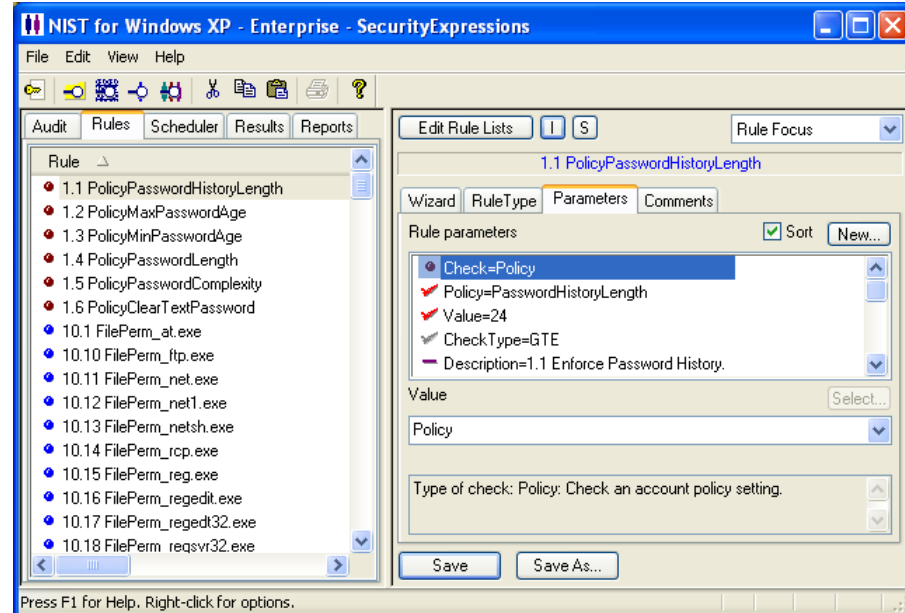 NIST for Windows XP - Enterprise - SecurityExpressions
File Edit View Help
Audit Rules Scheduler Results Reports
Rule
1.1 PolicyPasswordHistoryLength
1.2 PolicyMaxPasswordAge
1.3 PolicyMinPasswordAge
1.4 PolicyPasswordLength
1.5 PolicyPasswordComplexity
1.6 PolicyClearTextPassword
10.1 FilePerm_at.exe
10.10 FilePerm_ftp.exe
10.11 FilePerm_net.exe
10.12 FilePerm_net1.exe
10.13 FilePerm_netsh.exe
10.14 FilePerm_rcp.exe
10.15 FilePerm_reg.exe
10.16 FilePerm_regedit.exe
10.17 FilePerm_regedt32.exe
10.18 FilePerm_regsvr32.exe
Edit Rule Lists I S Rule Focus
1.1 PolicyPasswordHistoryLength
Wizard RuleType Parameters Comments
Rule parameters Sort New...
Check=Policy
Policy=PasswordHistoryLength
Value=24
CheckType=GTE
Description=1.1 Enforce Password History.
Value Select...
Policy
Type of check: Policy: Check an account policy setting.
Save Save As...
Press F1 for Help. Right-click for options.